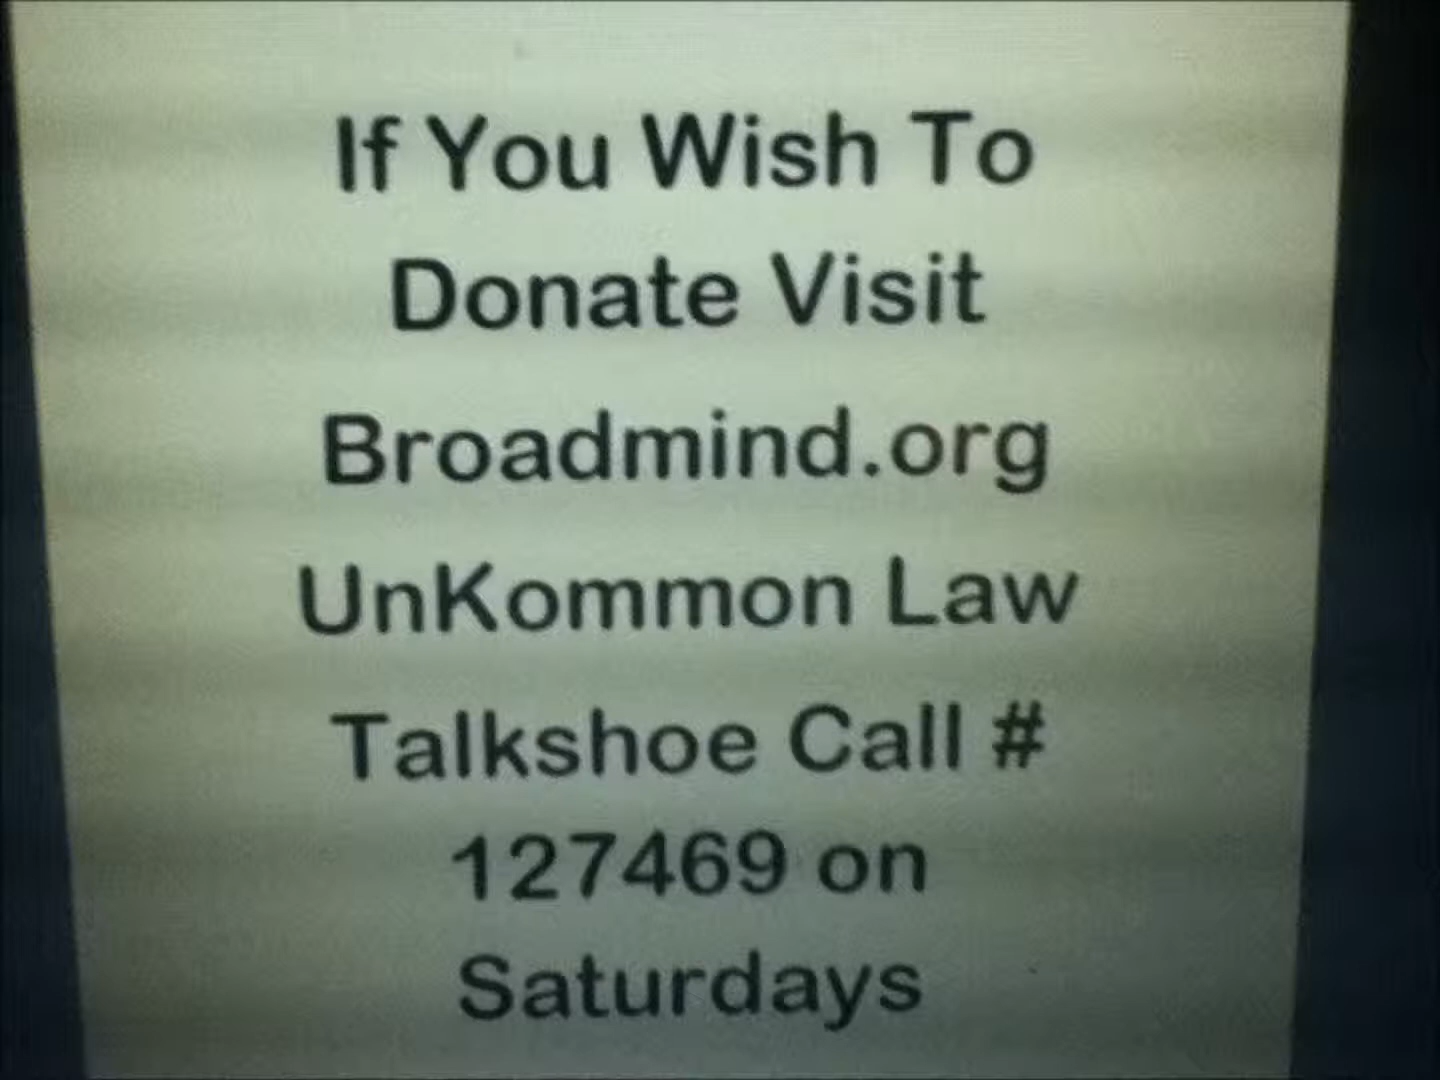 If You Wish To
Donate Visit
Broadmind.org
UnKommon Law
Talkshoe Call #
127469 on
Saturdays